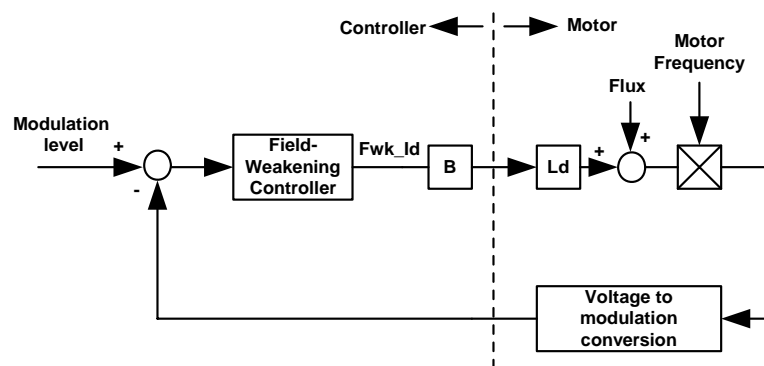 Controller
Motor
Motor
Frequency
Flux
Modulation
level
+
-
Field-
Weakening
Controller
Fwk_Id
B
Ld
+
+
Voltage to
modulation
conversion